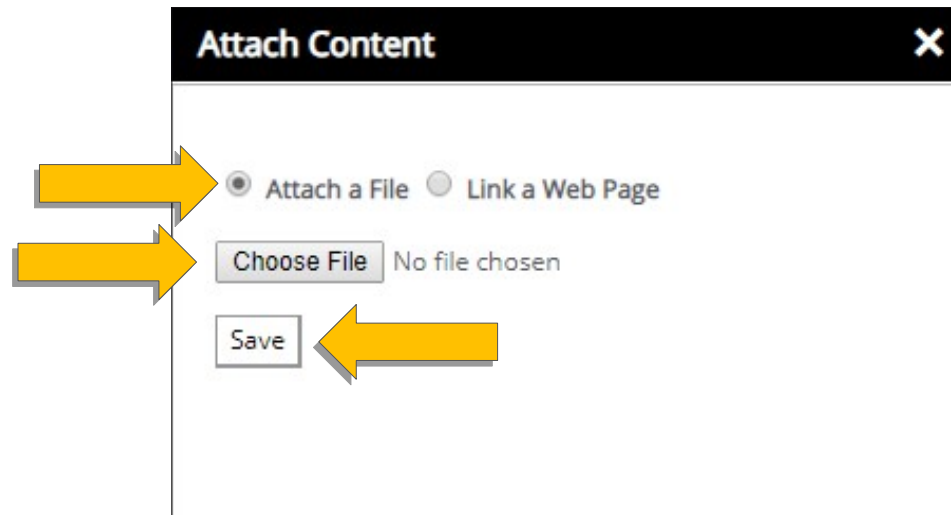 Attach Content
Attach a File Link a Web Page
Choose File No file chosen
Save